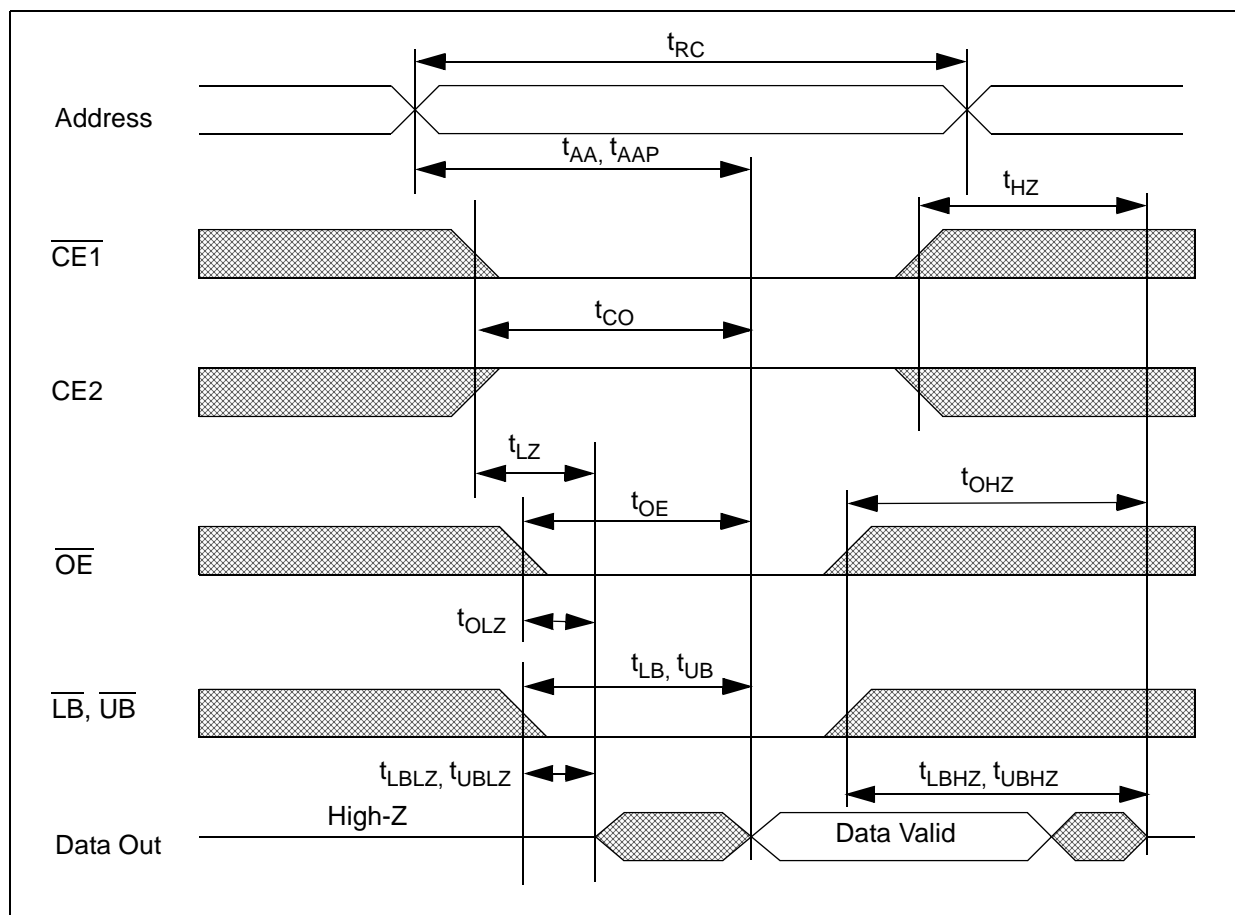 tRC
Address
tAA, tAAP
tHZ
CE1
tCO
CE2
tLZ
tOHZ
tOE
OE
tOLZ
tLB, tUB
LB, UB
tLBLZ, tUBLZ
tLBHZ, tUBHZ
High-Z
Data Valid
Data Out